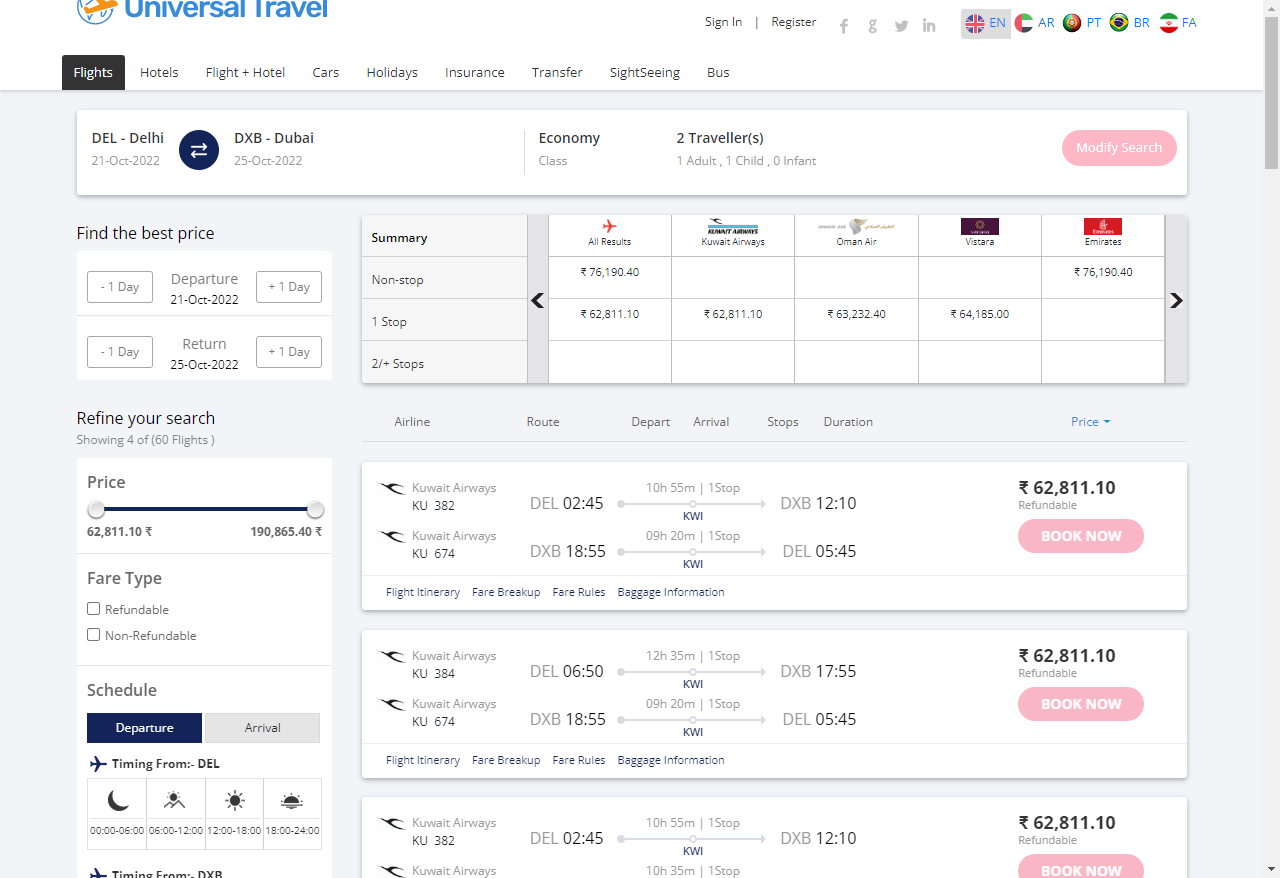 Universal Travel
Sign In | Register
EN AR PT BR FA
Flights Hotels Flight + Hotel Cars Holidays Insurance Transfer SightSeeing Bus
DEL - Delhi DXB - Dubai Economy 2 Traveller(s) Modify Search
21-Oct-2022 25-Oct-2022 Class 1 Adult , 1 Child , 0 Infant
Find the best price
- 1 Day Departure + 1 Day
21-Oct-2022
- 1 Day Return + 1 Day
25-Oct-2022
Summary All Results Kuwait Airways Oman Air Vistara Emirates
Non-stop ₹ 76,190.40 ₹ 76,190.40
1 Stop ₹ 62,811.10 ₹ 62,811.10 ₹ 63,232.40 ₹ 64,185.00
2/+ Stops
Refine your search
Showing 4 of (60 Flights )
Price
62,811.10 ₹ 190,865.40 ₹
Fare Type
Refundable
Non-Refundable
Schedule
Departure Arrival
Timing From:- DEL
00:00-06:00 06:00-12:00 12:00-18:00 18:00-24:00
Timing From:- DXB
Airline Route Depart Arrival Stops Duration Price
Kuwait Airways 10h 55m | 1Stop ₹ 62,811.10
KU 382 DEL 02:45 KWI DXB 12:10 Refundable
Kuwait Airways 09h 20m | 1Stop BOOK NOW
KU 674 DXB 18:55 KWI DEL 05:45
Flight Itinerary Fare Breakup Fare Rules Baggage Information
Kuwait Airways 12h 35m | 1Stop ₹ 62,811.10
KU 384 DEL 06:50 KWI DXB 17:55 Refundable
Kuwait Airways 09h 20m | 1Stop BOOK NOW
KU 674 DXB 18:55 KWI DEL 05:45
Flight Itinerary Fare Breakup Fare Rules Baggage Information
Kuwait Airways 10h 55m | 1Stop ₹ 62,811.10
KU 382 DEL 02:45 KWI DXB 12:10 Refundable
Kuwait Airways 10h 35m | 1Stop BOOK NOW